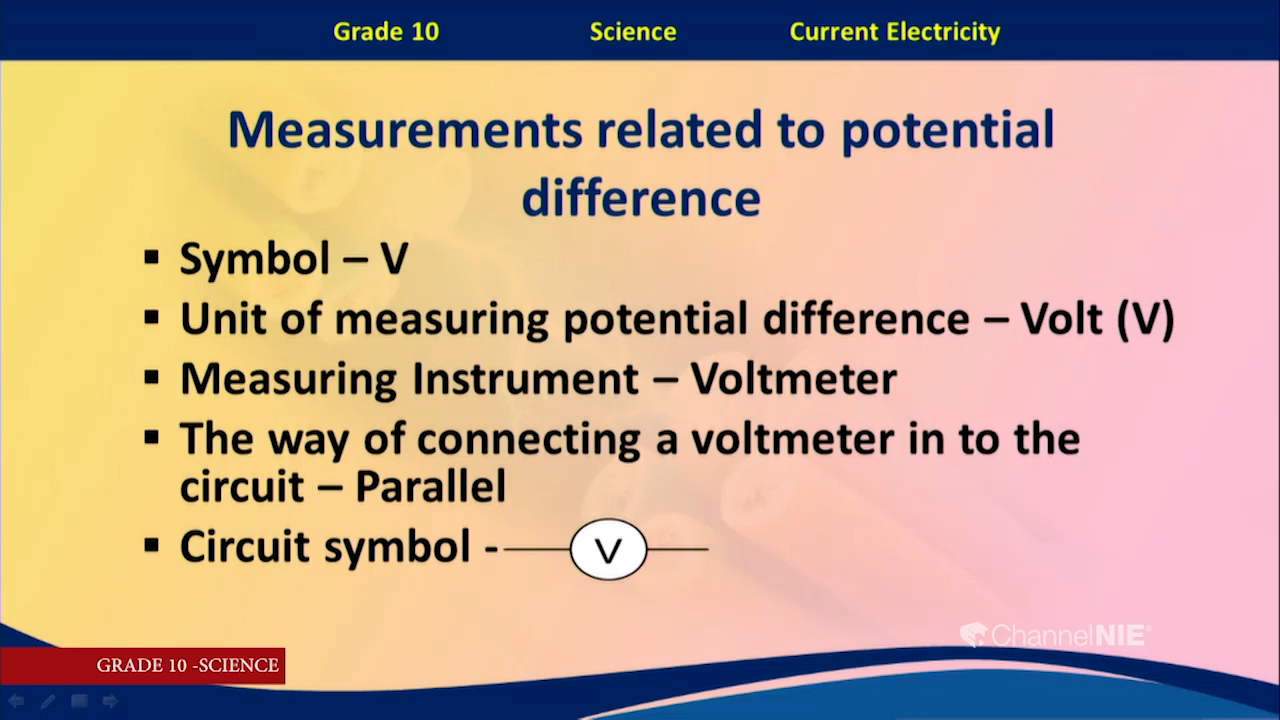 Grade 10 Science Current Electricity
Measurements related to potential
difference
▪ Symbol – V
▪ Unit of measuring potential difference – Volt (V)
▪ Measuring Instrument – Voltmeter
▪ The way of connecting a voltmeter in to the
circuit – Parallel
▪ Circuit symbol - V
ChannelNIE®
GRADE 10 -SCIENCE